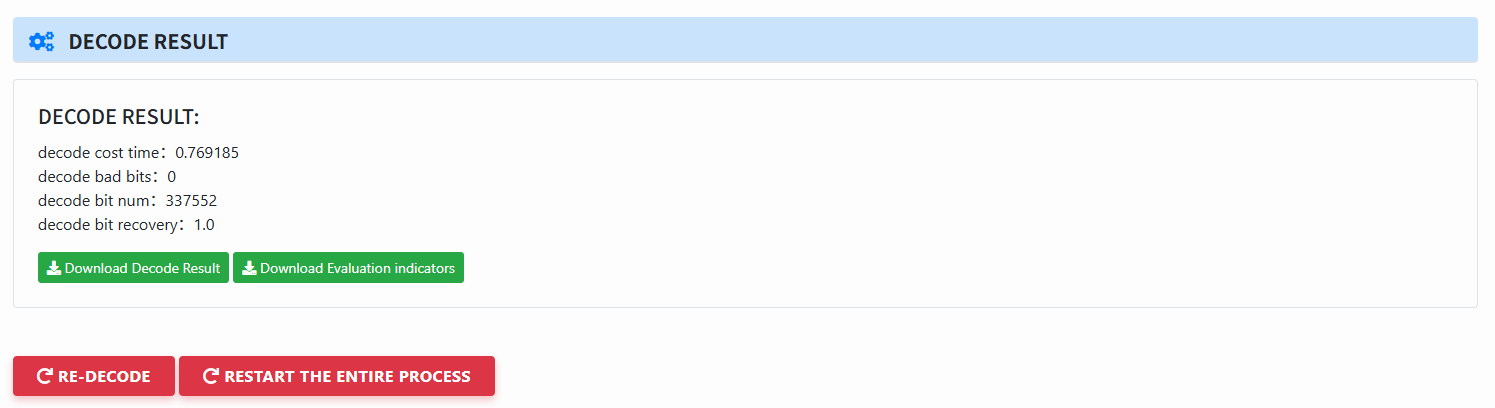 DECODE RESULT
DECODE RESULT:
decode cost time：0.769185
decode bad bits：0
decode bit num：337552
decode bit recovery：1.0
Download Decode Result Download Evaluation indicators
RE-DECODE RESTART THE ENTIRE PROCESS